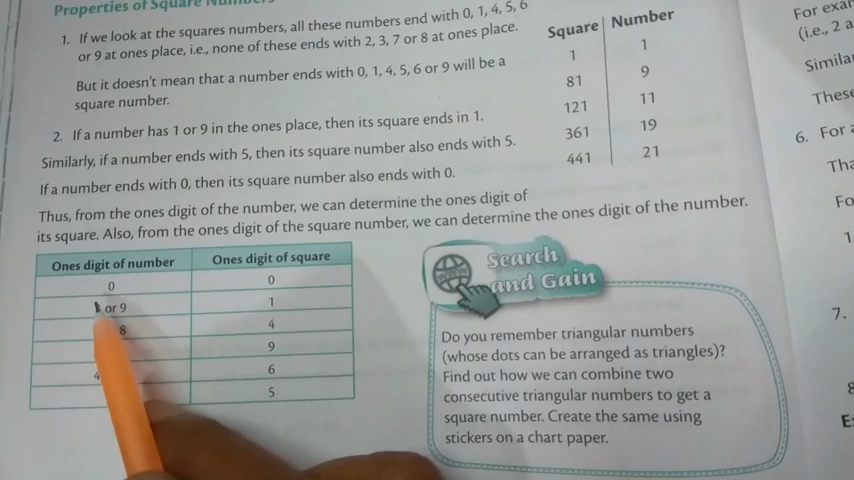 Properties of Square Numbers
1. If we look at the squares numbers, all these numbers end with 0, 1, 4, 5, 6
or 9 at ones place, i.e., none of these ends with 2, 3, 7 or 8 at ones place.
But it doesn't mean that a number ends with 0, 1, 4, 5, 6 or 9 will be a
square number.
2. If a number has 1 or 9 in the ones place, then its square ends in 1.
Similarly, if a number ends with 5, then its square number also ends with 5.
If a number ends with 0, then its square number also ends with 0.
Thus, from the ones digit of the number, we can determine the ones digit of
its square. Also, from the ones digit of the square number, we can determine the ones digit of the number.
Square Number
1 1
81 9
121 11
361 19
441 21
Ones digit of number Ones digit of square
0 0
1 or 9 1
8 4
9
4 6
5
Search
and Gain
Do you remember triangular numbers
(whose dots can be arranged as triangles)?
Find out how we can combine two
consecutive triangular numbers to get a
square number. Create the same using
stickers on a chart paper.
For
(i.e., 2
These
6. For
7.
8